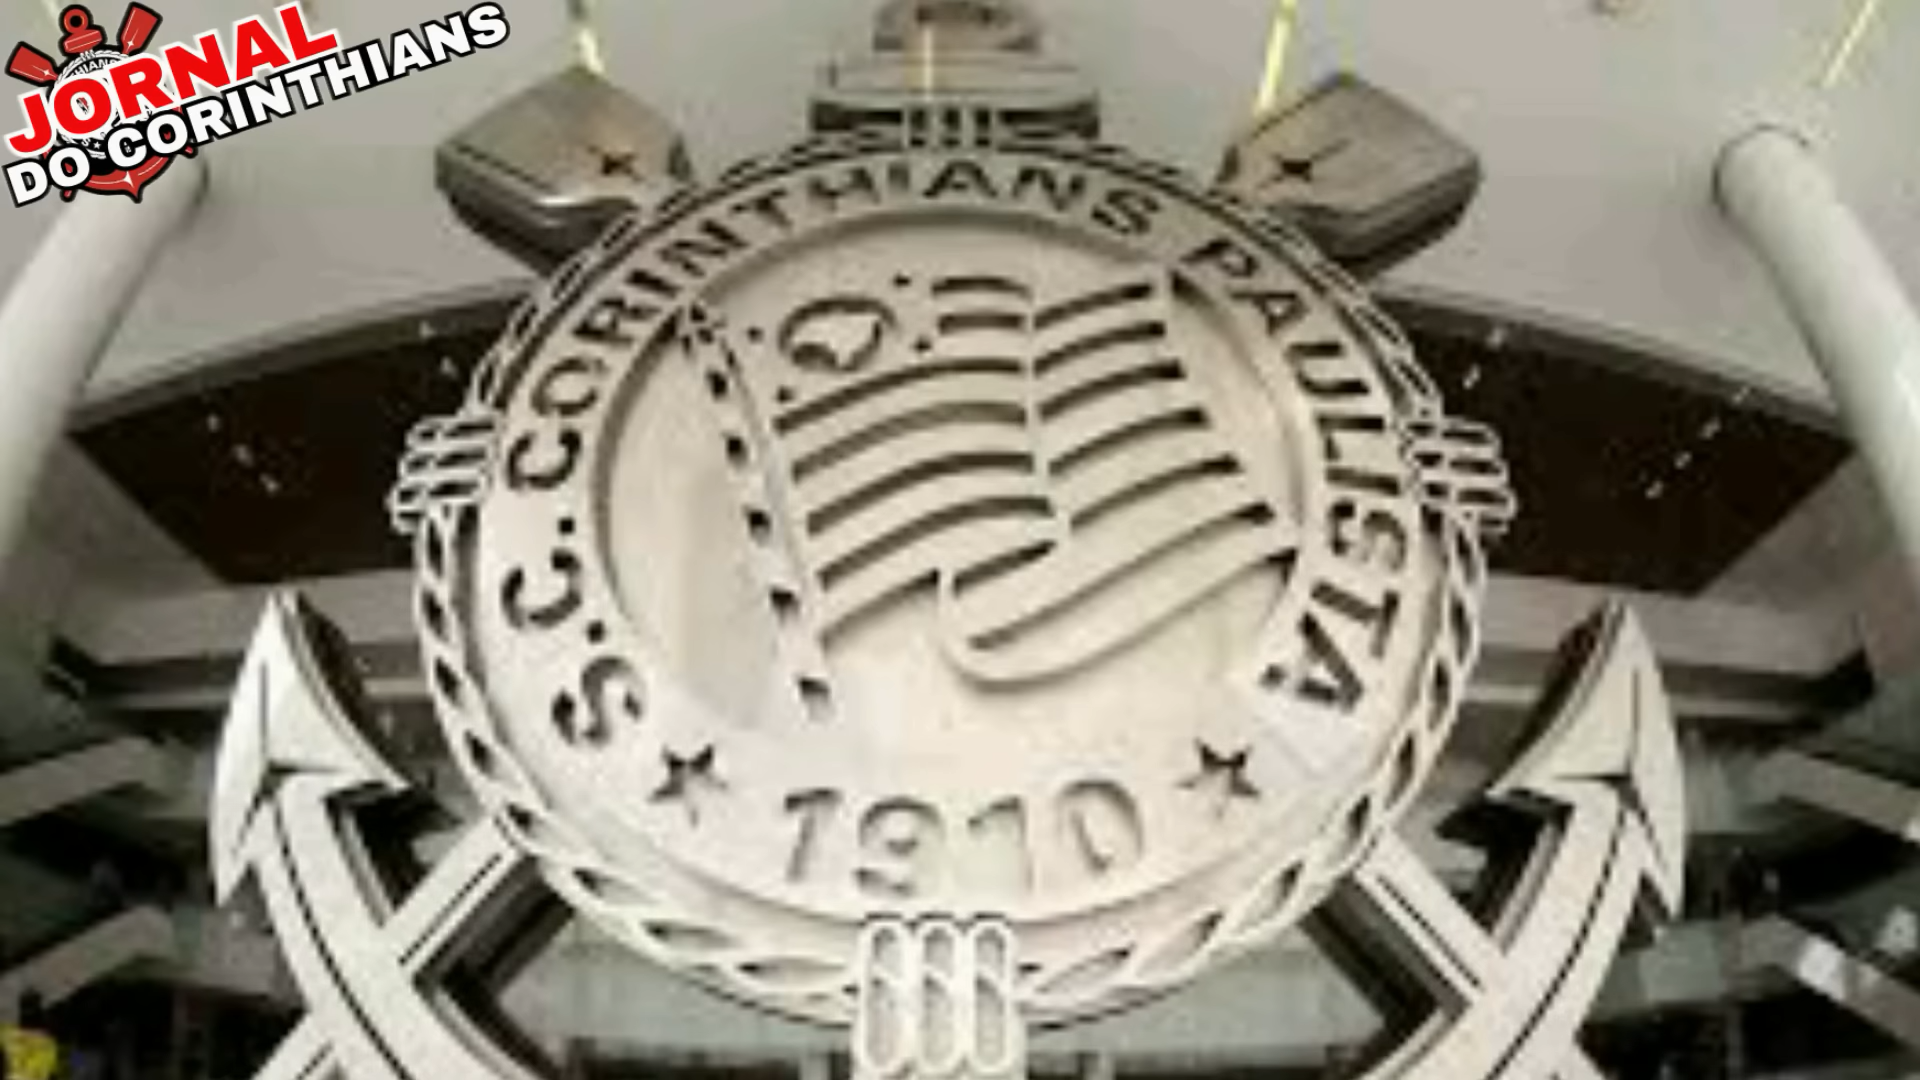 JORNAL
DO CORINTHIANS
S.C.CORINTHIANS PAULISTA
1910